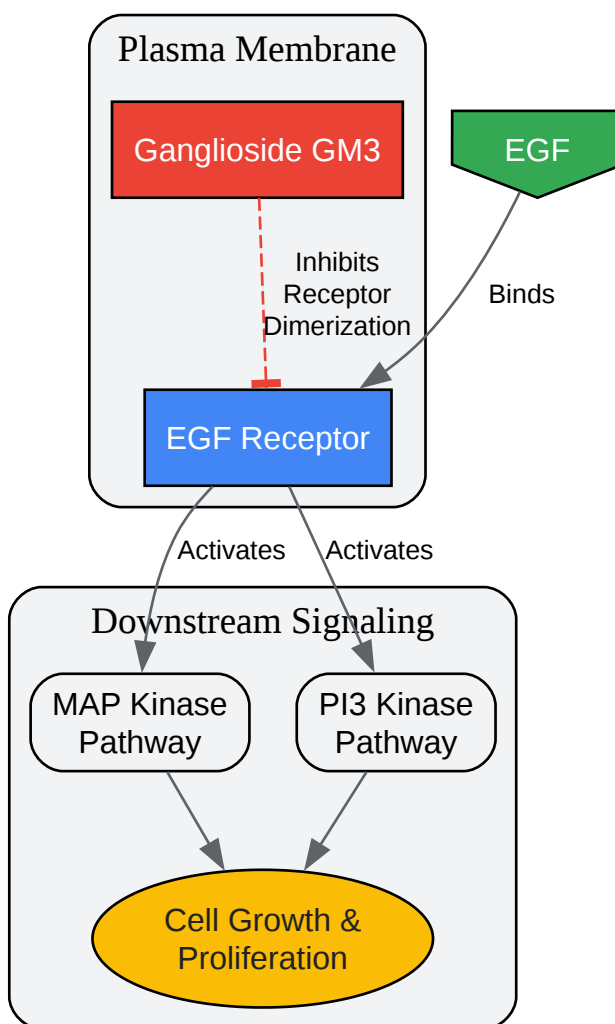 Plasma Membrane
Ganglioside GM3
EGF
Inhibits
Receptor
Dimerization
Binds
EGF Receptor
Activates
Activates
Downstream Signaling
MAP Kinase
Pathway
PI3 Kinase
Pathway
Cell Growth &
Proliferation